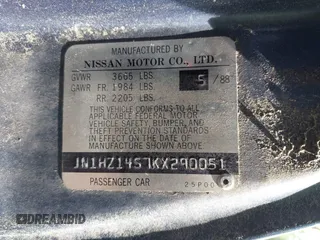 MANUFACTURED BY
NISSAN MOTOR CO., LTD.
GVWR 3665 LBS. 5/88
GAWR FR. 1984 LBS.
RR. 2205 LBS.
THIS VEHICLE CONFORMS TO ALL
APPLICABLE FEDERAL MOTOR VEHICLE
SAFETY, BUMPER, AND
THEFT PREVENTION STANDARDS
IN EFFECT ON THE DATE OF
MANUFACTURE SHOWN ABOVE.
JN1HZ14S7KX290051
PASSENGER CAR
25P00
DREAMBID